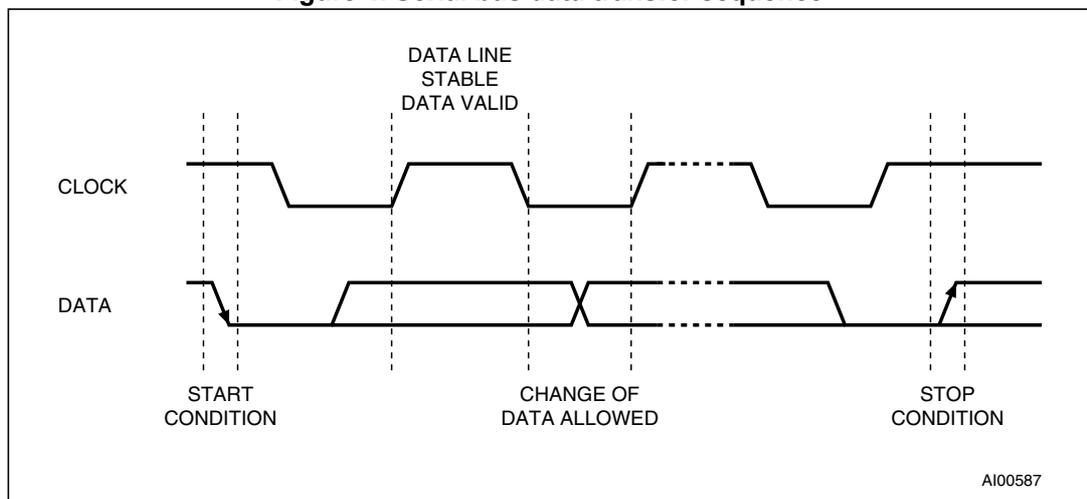 DATA LINE
STABLE
DATA VALID
CLOCK
DATA
START
CONDITION
CHANGE OF
DATA ALLOWED
STOP
CONDITION
AI00587